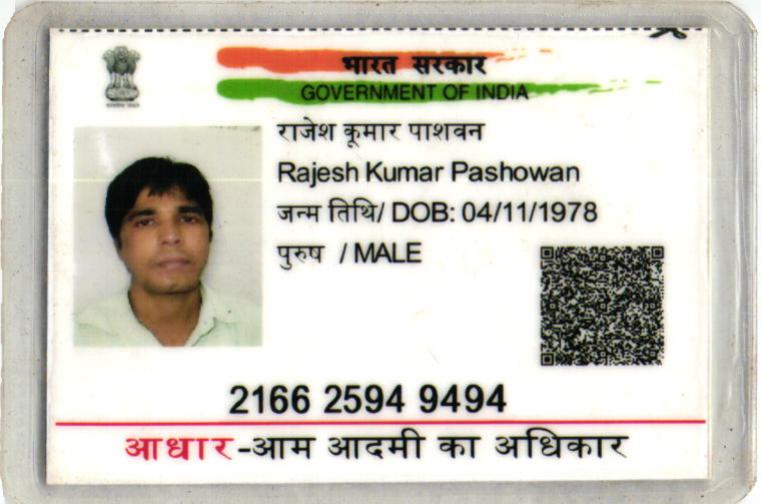 भारत सरकार
GOVERNMENT OF INDIA
राजेश कूमार पाशवन
Rajesh Kumar Pashowan
जन्म तिथि/ DOB: 04/11/1978
पुरुष / MALE
2166 2594 9494
आधार-आम आदमी का अधिकार